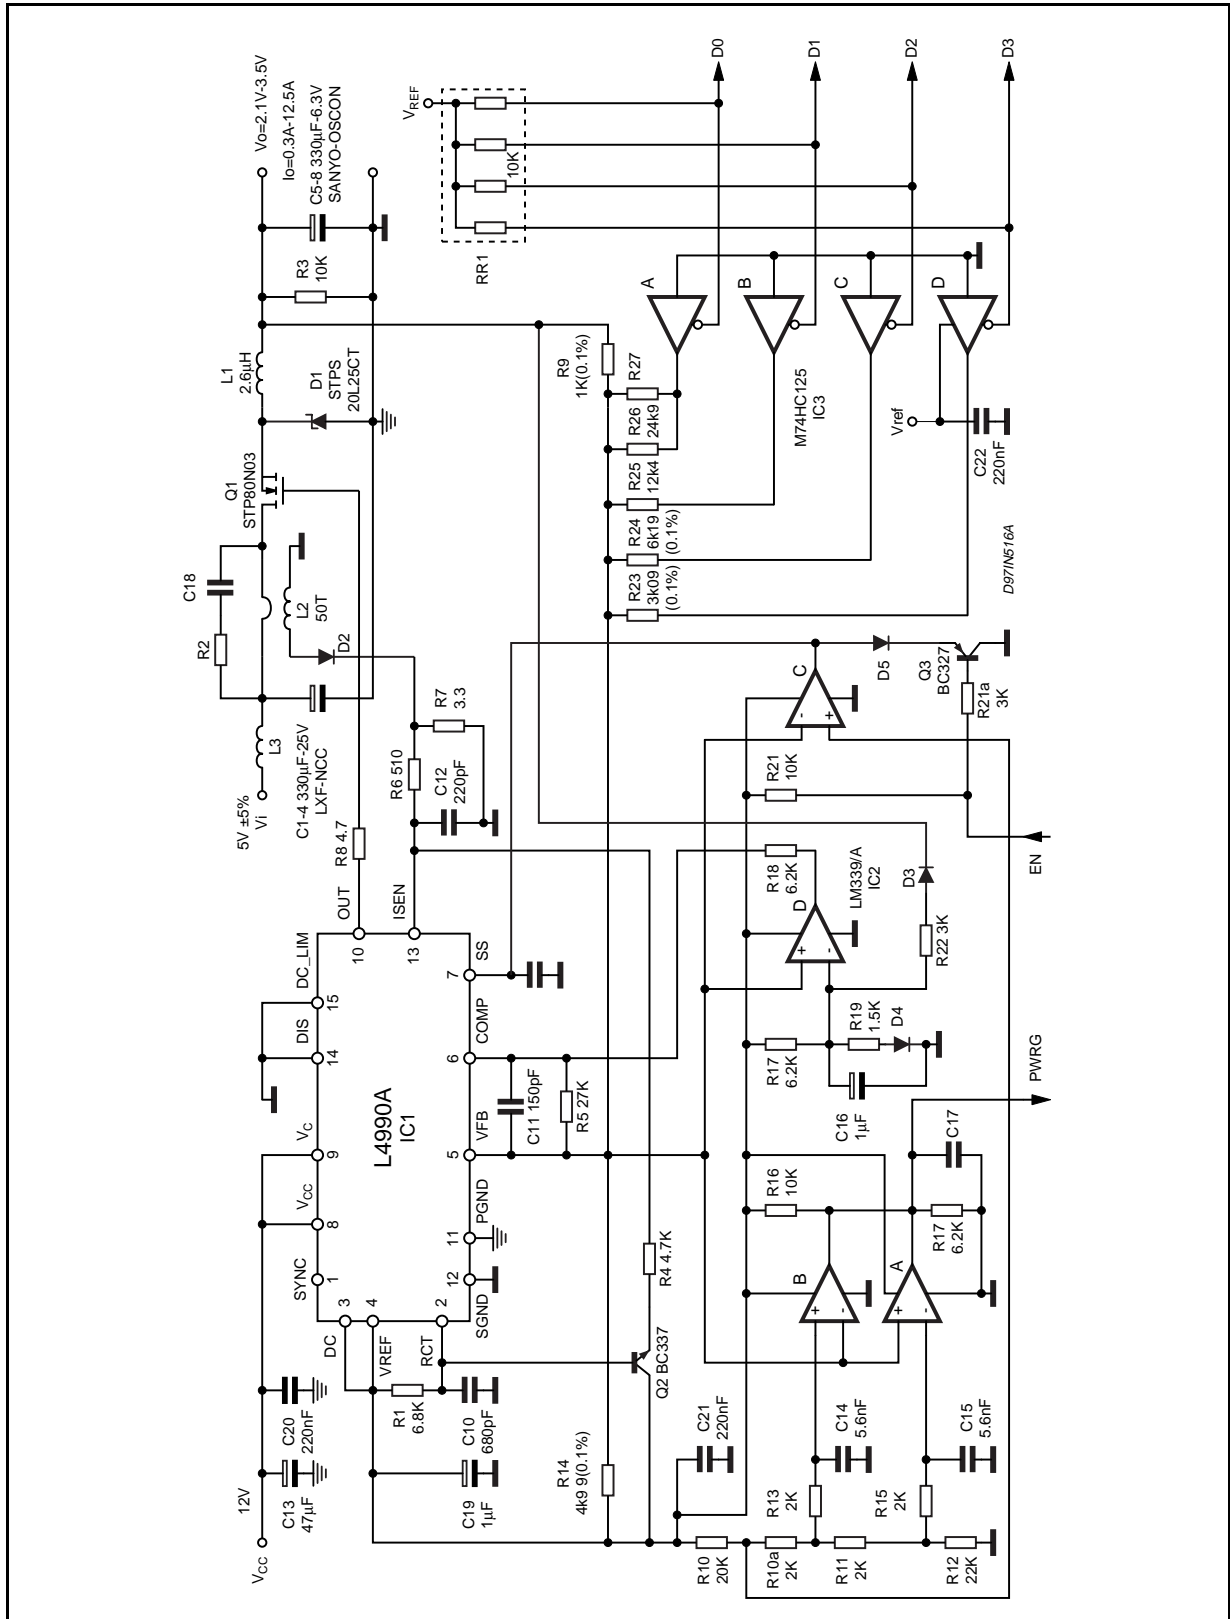 VCC
12V
C13
47µF
C20
220nF
SYNC
1
VCC
8
VC
9
DIS
14
DC_LIM
15
L4990A
IC1
DC
3
VREF
4
RCT
2
SGND
12
PGND
11
VFB
5
COMP
6
SS
7
OUT
10
ISEN
13
R1
6.8K
C10
680pF
C19
1µF
C11 150pF
R5 27K
R4 4.7K
Q2 BC337
R14
4k9 9(0.1%)
5V ±5%
Vi
L3
C1-4 330µF-25V
LXF-NCC
R2
C18
L2
50T
D2
R8 4.7
R6 510
R7
3.3
C12
220pF
Q1
STP80N03
D1
STPS
20L25CT
L1
2.6µH
R3
10K
Vo=2.1V-3.5V
Io=0.3A-12.5A
C5-8 330µF-6.3V
SANYO-OSCON
VREF
10K
RR1
D0
D1
D2
D3
A
B
C
D
M74HC125
IC3
R9
1K(0.1%)
R27
R26
24k9
R25
12k4
R24
6k19
(0.1%)
R23
3k09
(0.1%)
Vref
C22
220nF
D97IN516A
D5
Q3
BC327
R21a
3K
C
-
+
R21
10K
EN
R18
6.2K
D
+
-
LM339/A
IC2
D3
R22 3K
R17
6.2K
R19
1.5K
D4
C16
1µF
PWRG
R16
10K
C17
R17
6.2K
B
+
-
A
+
-
C21
220nF
C14
5.6nF
C15
5.6nF
R13
2K
R15
2K
R10
20K
R10a
2K
R11
2K
R12
22K